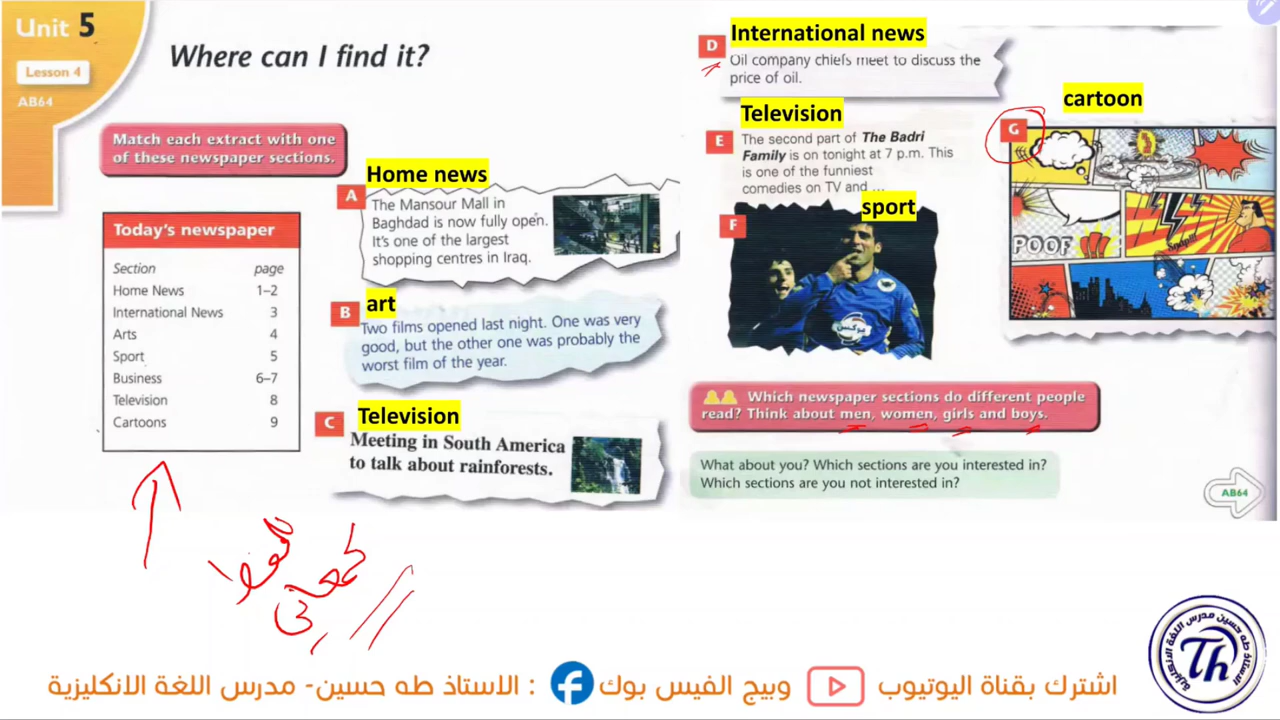 Unit 5
Lesson 4
AB64
Where can I find it?
Match each extract with one
of these newspaper sections.
Today's newspaper
Section page
Home News 1–2
International News 3
Arts 4
Sport 5
Business 6–7
Television 8
Cartoons 9
Home news
A
The Mansour Mall in
Baghdad is now fully open.
It's one of the largest
shopping centres in Iraq.
art
B
Two films opened last night. One was very
good, but the other one was probably the
worst film of the year.
Television
C
Meeting in South America
to talk about rainforests.
International news
D
Oil company chiefs meet to discuss the
price of oil.
Television
E
The second part of The Badri
Family is on tonight at 7 p.m. This
is one of the funniest
comedies on TV and ...
sport
F
cartoon
G
POOF
Which newspaper sections do different people
read? Think about men, women, girls and boys.
What about you? Which sections are you interested in?
Which sections are you not interested in?
AB64
Th
الاستاذ طه حسين مدرس اللغة الانكليزية
اشترك بقناة اليوتيوب وبيج الفيس بوك : الاستاذ طه حسين- مدرس اللغة الانكليزية